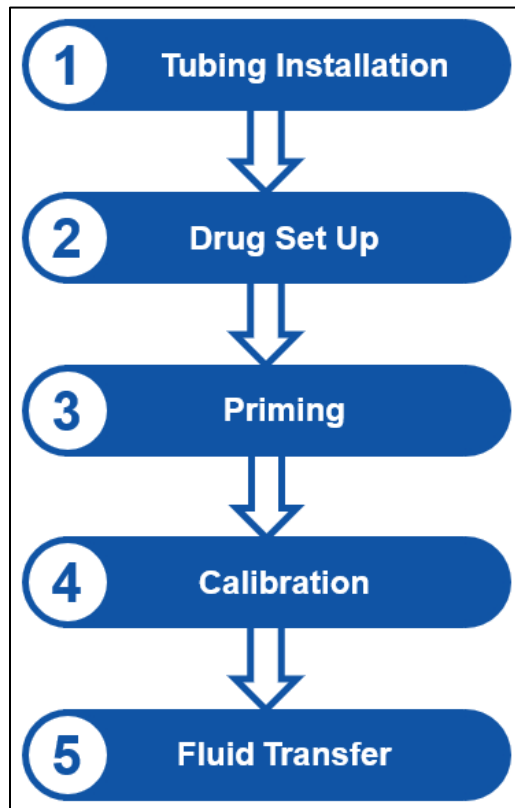 1 Tubing Installation
2 Drug Set Up
3 Priming
4 Calibration
5 Fluid Transfer